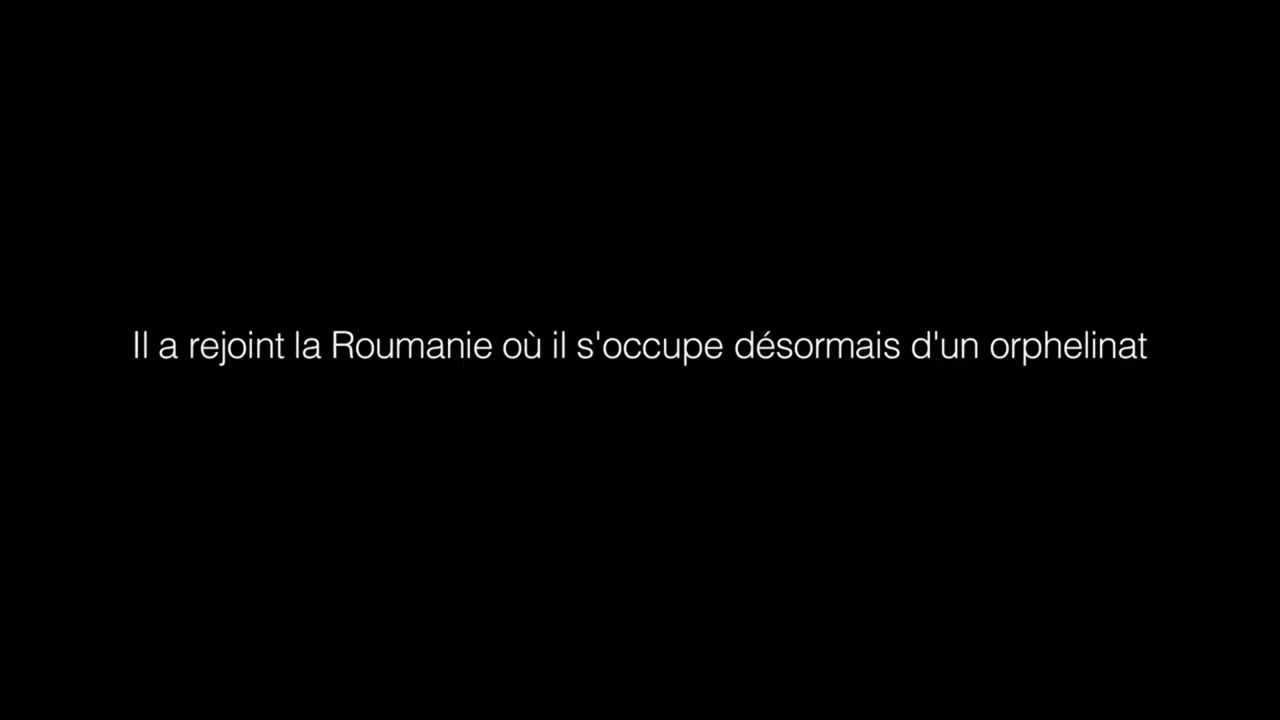 Il a rejoint la Roumanie où il s'occupe désormais d'un orphelinat